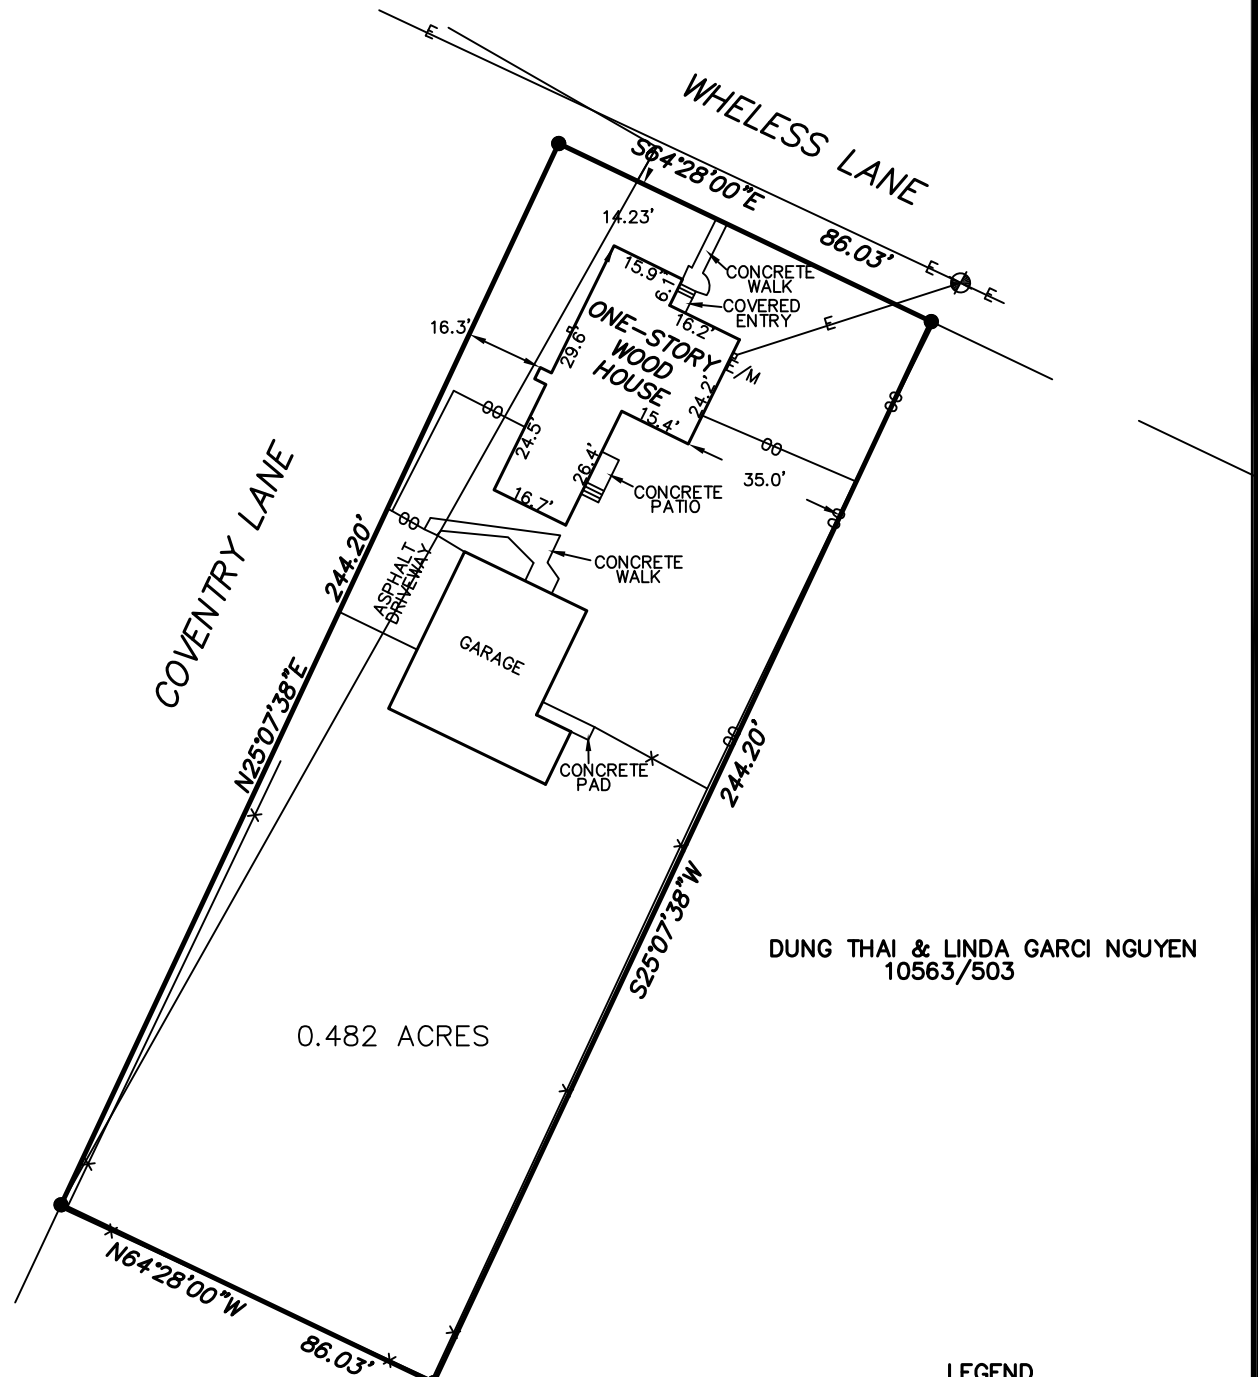 E
WHELESS LANE
S64°28'00"E
86.03'
E
E
14.23'
15.9'
6.1'
CONCRETE
WALK
COVERED
ENTRY
16.2'
E
E/M
ONE-STORY
WOOD
HOUSE
16.3'
29.6'
24.2'
15.4'
24.5'
26.4'
16.7'
35.0'
CONCRETE
PATIO
CONCRETE
WALK
COVENTRY LANE
244.20'
N25°07'38"E
ASPHALT
DRIVEWAY
GARAGE
CONCRETE
PAD
244.20'
S25°07'38"W
DUNG THAI & LINDA GARCI NGUYEN
10563/503
0.482 ACRES
N64°28'00"W
86.03'
LEGEND